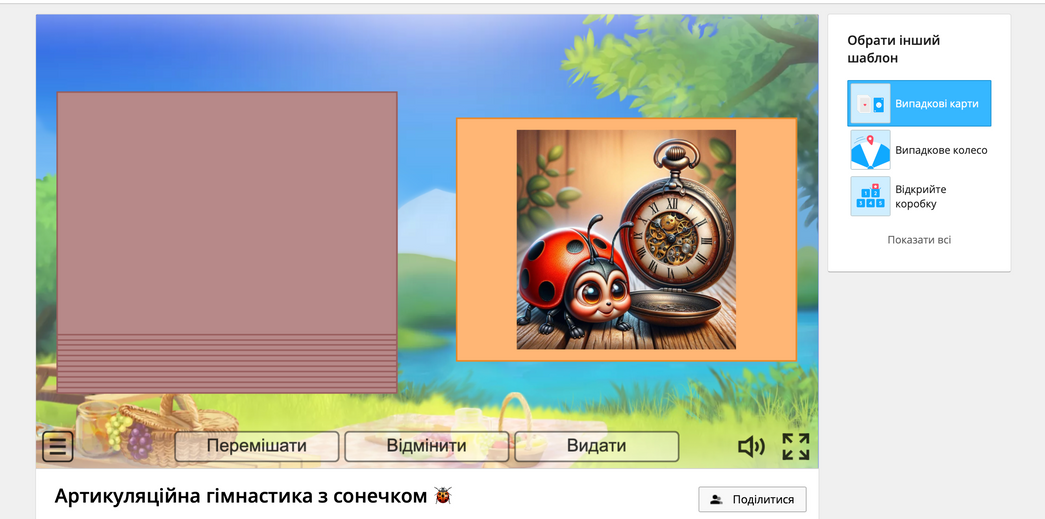 Обрати інший
шаблон
Випадкові карти
Випадкове колесо
Відкрийте
коробку
Показати всі
Перемішати
Відмінити
Видати
Артикуляційна гімнастика з сонечком 🐞
Поділитися